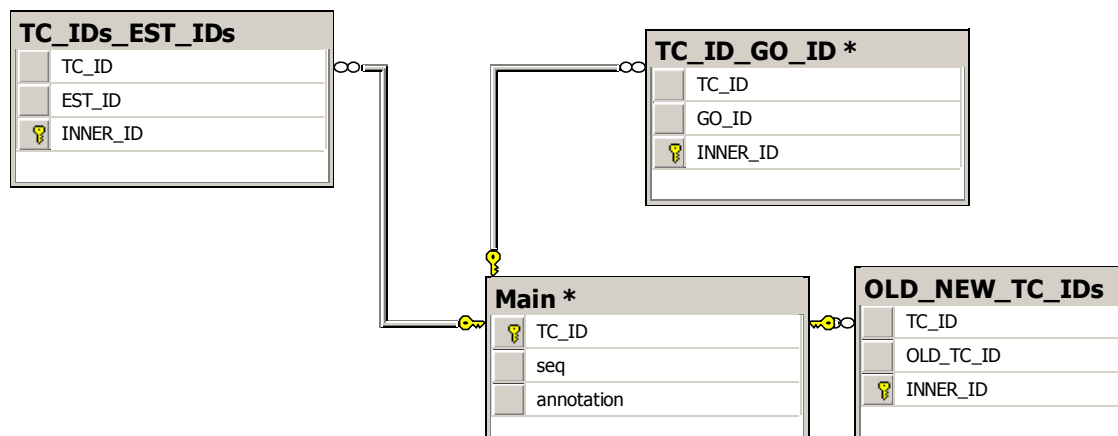 TC_IDs_EST_IDs
TC_ID
EST_ID
INNER_ID
TC_ID_GO_ID *
TC_ID
GO_ID
INNER_ID
Main *
TC_ID
seq
annotation
OLD_NEW_TC_IDs
TC_ID
OLD_TC_ID
INNER_ID